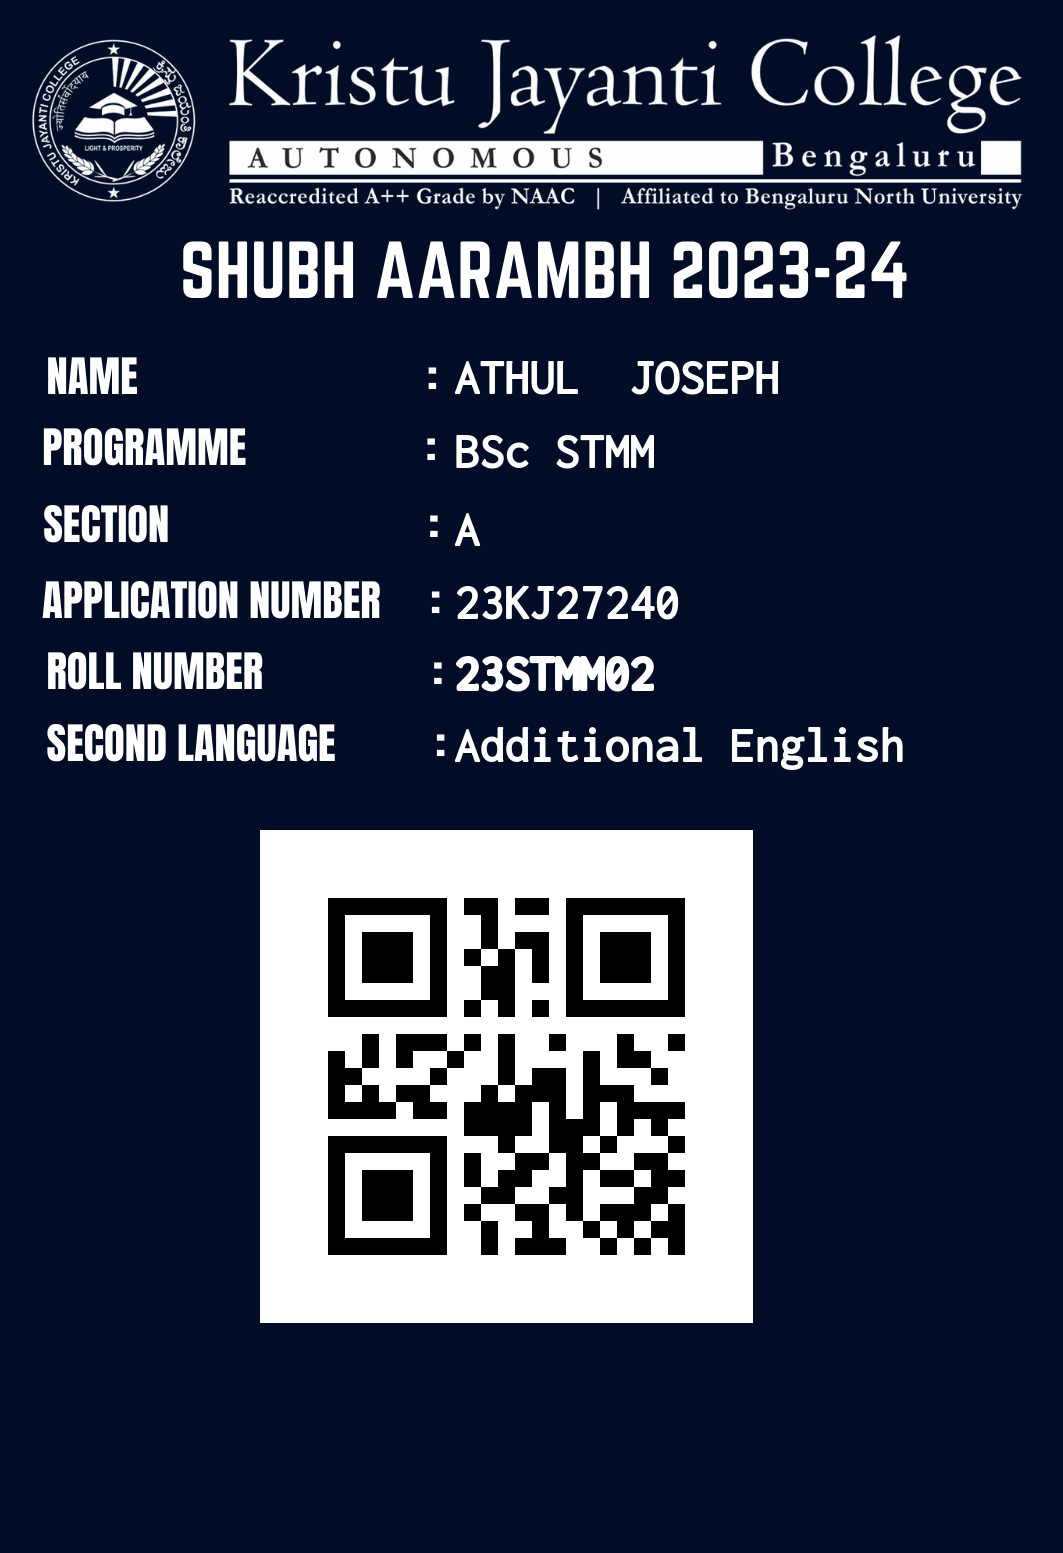 Kristu Jayanti College
AUTONOMOUS Bengaluru
Reaccredited A++ Grade by NAAC | Affiliated to Bengaluru North University
KRISTU JAYANTI COLLEGE
LIGHT & PROSPERITY
SHUBH AARAMBH 2023-24
NAME : ATHUL JOSEPH
PROGRAMME : BSc STMM
SECTION : A
APPLICATION NUMBER : 23KJ27240
ROLL NUMBER : 23STMM02
SECOND LANGUAGE : Additional English